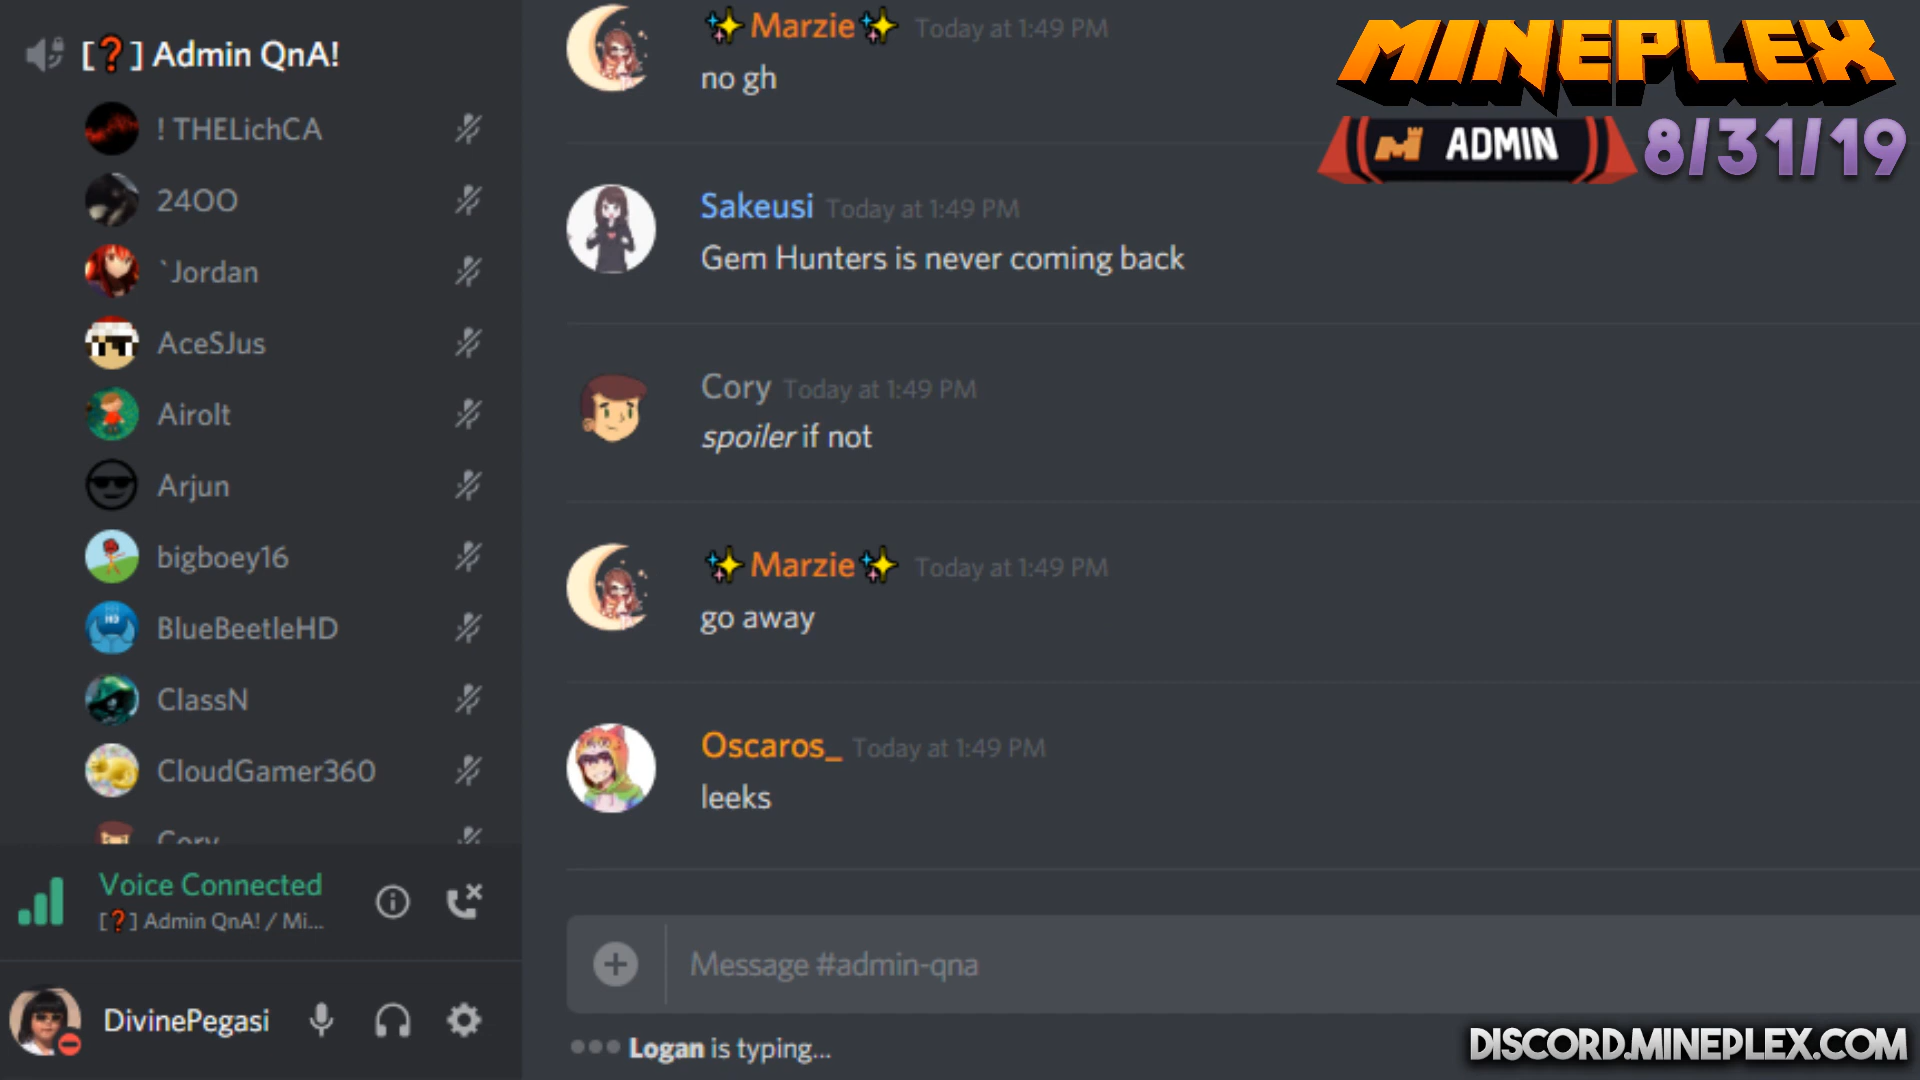 [❓] Admin QnA!
! THELichCA
24OO
`Jordan
AceSJus
Airolt
Arjun
bigboey16
BlueBeetleHD
ClassN
CloudGamer360
Cory
Voice Connected
[❓] Admin QnA! / Mi...
DivinePegasi
✨Marzie✨ Today at 1:49 PM
no gh
Sakeusi Today at 1:49 PM
Gem Hunters is never coming back
Cory Today at 1:49 PM
spoiler if not
✨Marzie✨ Today at 1:49 PM
go away
Oscaros_ Today at 1:49 PM
leeks
Message #admin-qna
Logan is typing...
MINEPLEX
ADMIN 8/31/19
DISCORD.MINEPLEX.COM